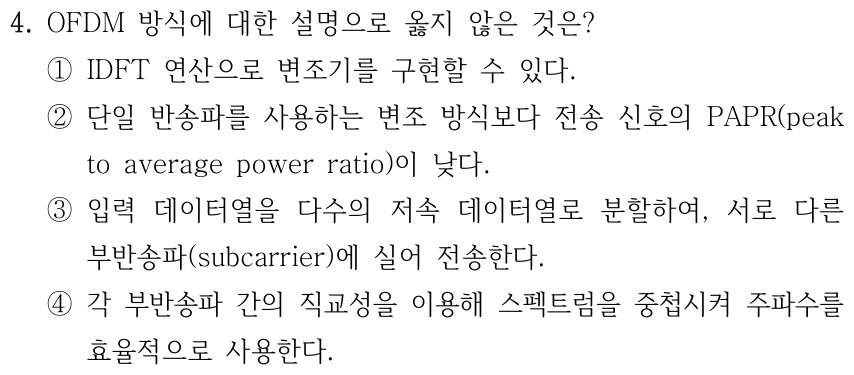 4. OFDM 방식에 대한 설명으로 옳지 않은 것은?
① IDFT 연산으로 변조기를 구현할 수 있다.
② 단일 반송파를 사용하는 변조 방식보다 전송 신호의 PAPR(peak
to average power ratio)이 낮다.
③ 입력 데이터열을 다수의 저속 데이터열로 분할하여, 서로 다른
부반송파(subcarrier)에 실어 전송한다.
④ 각 부반송파 간의 직교성을 이용해 스펙트럼을 중첩시켜 주파수를
효율적으로 사용한다.